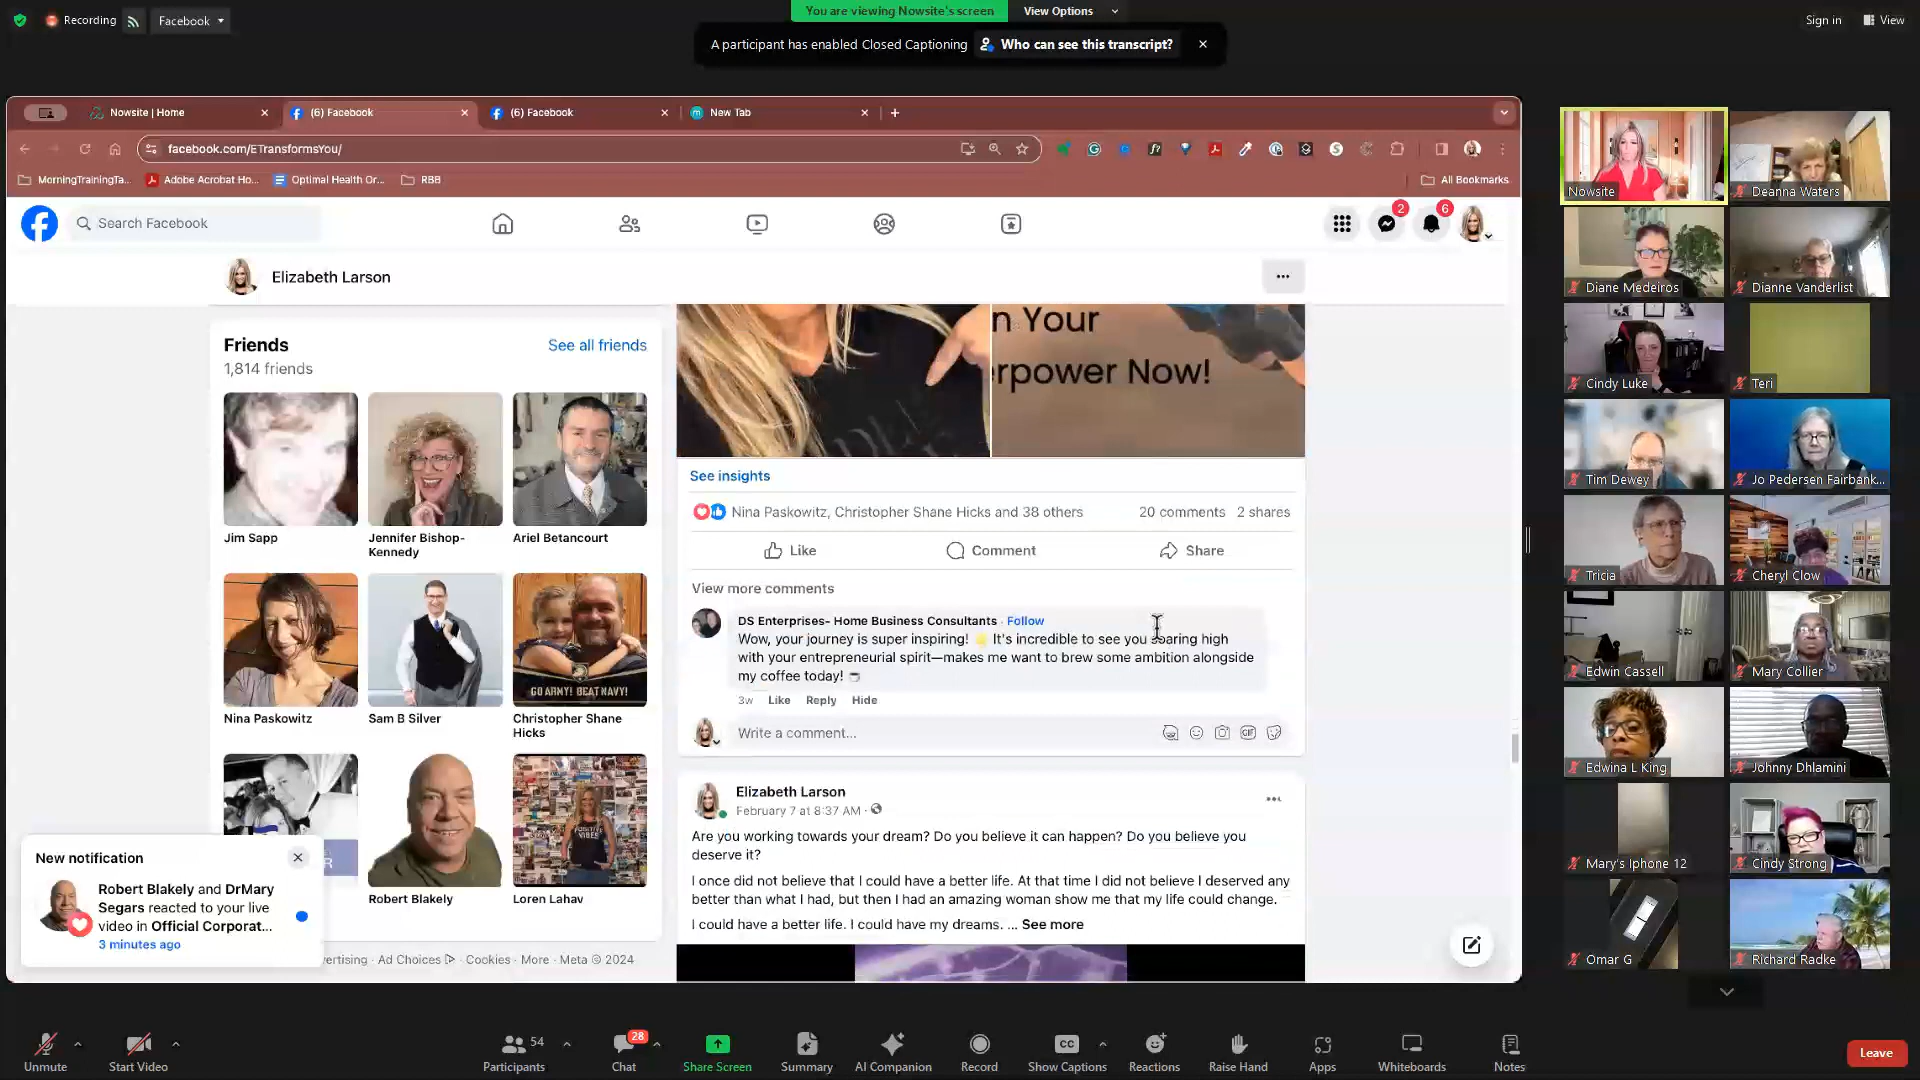 Recording
Facebook
You are viewing Nowsite's screen
View Options
Sign in
View
A participant has enabled Closed Captioning
Who can see this transcript?
Nowsite | Home
(6) Facebook
(6) Facebook
New Tab
facebook.com/ETransformsYou/
MorningTrainingTa...
Adobe Acrobat Ho...
Optimal Health Or...
RBB
All Bookmarks
Search Facebook
2
6
Elizabeth Larson
Friends
See all friends
1,814 friends
Jim Sapp
Jennifer Bishop-
Kennedy
Ariel Betancourt
Nina Paskowitz
Sam B Silver
GO ARMY! BEAT NAVY!
Christopher Shane
Hicks
Robert Blakely
Loren Lahav
New notification
Robert Blakely and DrMary
Segars reacted to your live
video in Official Corporat...
3 minutes ago
vertising · Ad Choices · Cookies · More · Meta © 2024
n Your
rpower Now!
See insights
Nina Paskowitz, Christopher Shane Hicks and 38 others
20 comments 2 shares
Like
Comment
Share
View more comments
DS Enterprises- Home Business Consultants · Follow
Wow, your journey is super inspiring! 🌟 It's incredible to see you soaring high
with your entrepreneurial spirit—makes me want to brew some ambition alongside
my coffee today! ☕
3w Like Reply Hide
Write a comment...
GIF
Elizabeth Larson
February 7 at 8:37 AM ·
Are you working towards your dream? Do you believe it can happen? Do you believe you
deserve it?
I once did not believe that I could have a better life. At that time I did not believe I deserved any
better than what I had, but then I had an amazing woman show me that my life could change.
I could have a better life. I could have my dreams. ... See more
Nowsite
Deanna Waters
Diane Medeiros
Dianne Vanderlist
Cindy Luke
Teri
Tim Dewey
Jo Pedersen Fairbank...
Tricia
Cheryl Clow
Edwin Cassell
Mary Collier
Edwina L King
Johnny Dhlamini
Mary's Iphone 12
Cindy Strong
Omar G
Richard Radke
Unmute
Start Video
54
Participants
28
Chat
Share Screen
Summary
AI Companion
Record
CC
Show Captions
Reactions
Raise Hand
Apps
Whiteboards
Notes
Leave